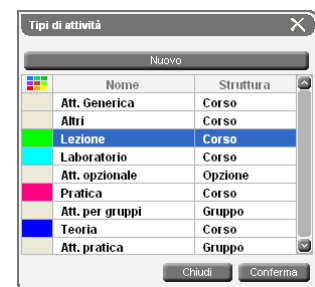 Tipi di attività
Nuovo
Nome Struttura
Att. Generica Corso
Altri Corso
Lezione Corso
Laboratorio Corso
Att. opzionale Opzione
Pratica Corso
Att. per gruppi Gruppo
Teoria Corso
Att. pratica Gruppo
Chiudi Conferma